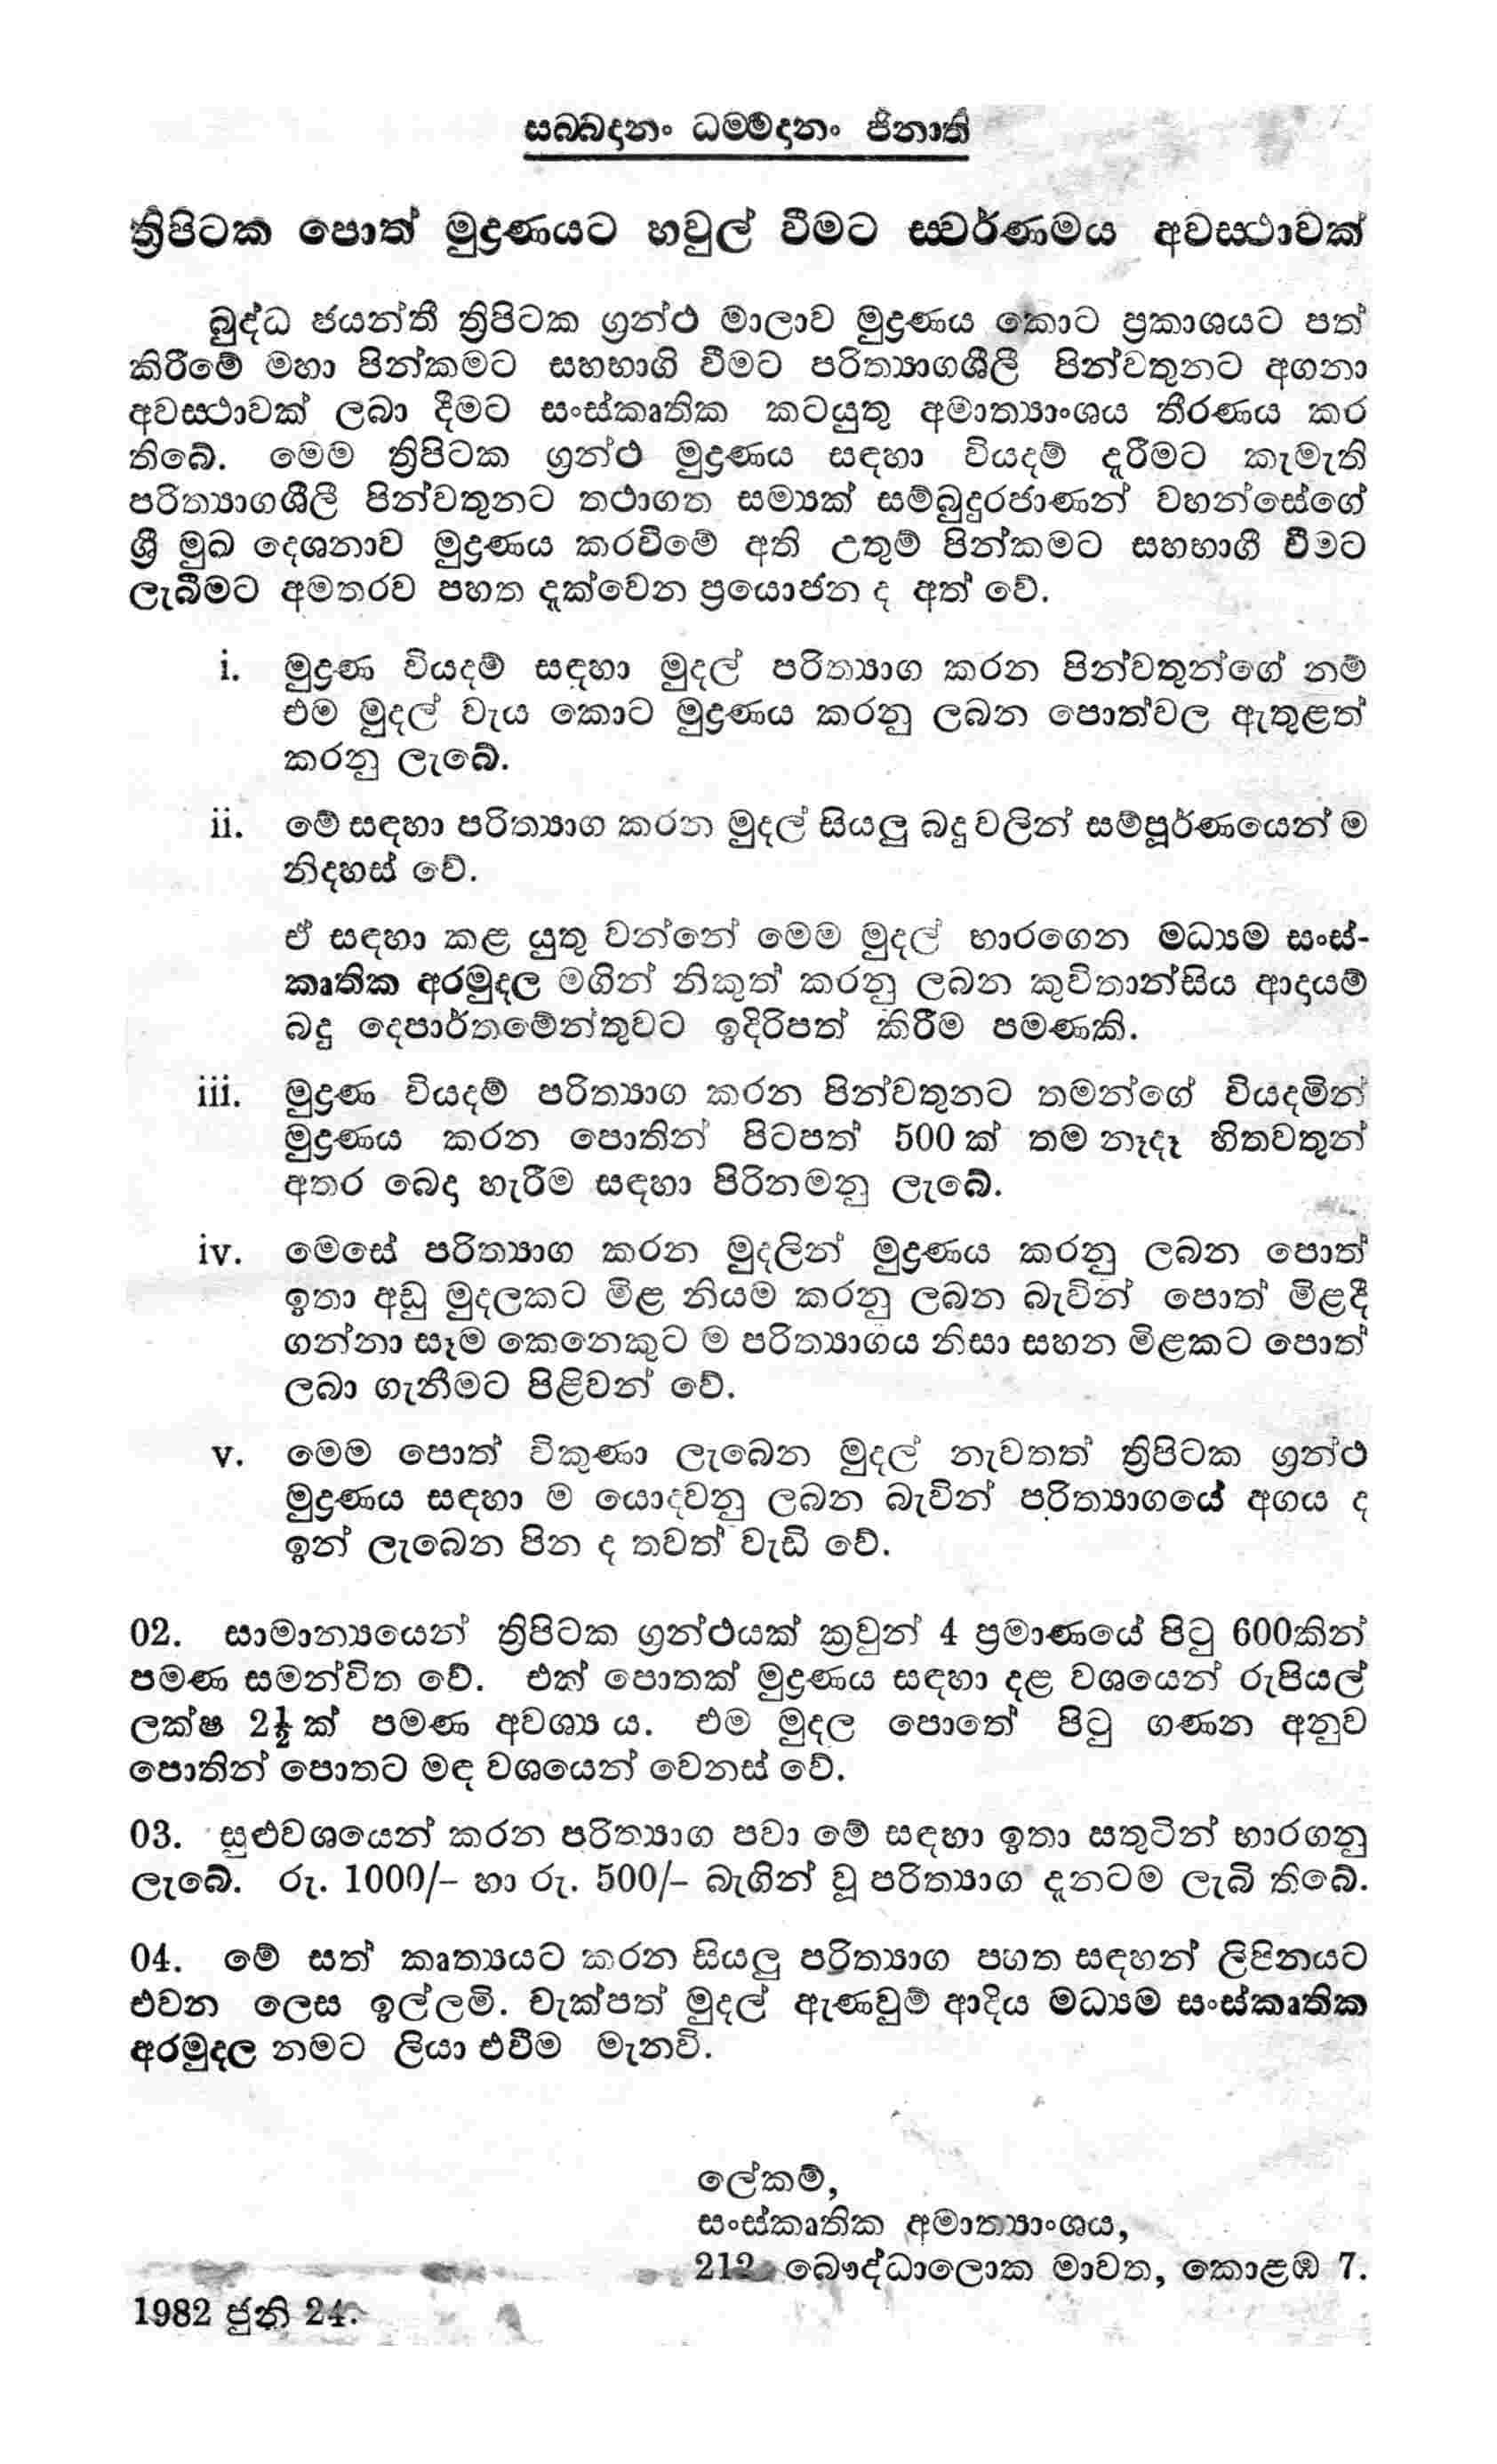 සබ්බදානං ධම්මදානං ජිනාති
ත්‍රිපිටක පොත් මුද්‍රණයට හවුල් වීමට ස්වර්ණමය අවස්ථාවක්
බුද්ධ ජයන්ති ත්‍රිපිටක ග්‍රන්ථ මාලාව මුද්‍රණය කොට ප්‍රකාශයට පත්
කිරීමේ මහා පින්කමට සහභාගි වීමට පරිත්‍යාගශීලී පින්වතුනට අගනා
අවස්ථාවක් ලබා දීමට සංස්කෘතික කටයුතු අමාත්‍යාංශය තීරණය කර
තිබේ. මෙම ත්‍රිපිටක ග්‍රන්ථ මුද්‍රණය සඳහා වියදම් දැරීමට කැමැති
පරිත්‍යාගශීලී පින්වතුනට තථාගත සම්‍යක් සම්බුදුරජාණන් වහන්සේගේ
ශ්‍රී මුඛ දෙශනාව මුද්‍රණය කරවීමේ අති උතුම් පින්කමට සහභාගී වීමට
ලැබීමට අමතරව පහත දැක්වෙන ප්‍රයොජන ද අත් වේ.
i. මුද්‍රණ වියදම් සඳහා මුදල් පරිත්‍යාග කරන පින්වතුන්ගේ නම්
එම මුදල් වැය කොට මුද්‍රණය කරනු ලබන පොත්වල ඇතුළත්
කරනු ලැබේ.
ii. මේ සඳහා පරිත්‍යාග කරන මුදල් සියලු බදුවලින් සම්පූර්ණයෙන් ම
නිදහස් වේ.
ඒ සඳහා කළ යුතු වන්නේ මෙම මුදල් භාරගෙන මධ්‍යම සංස්-
කෘතික අරමුදල මගින් නිකුත් කරනු ලබන කුවිතාන්සිය ආදායම්
බදු දෙපාර්තමේන්තුවට ඉදිරිපත් කිරීම පමණකි.
iii. මුද්‍රණ වියදම් පරිත්‍යාග කරන පින්වතුනට තමන්ගේ වියදමින්
මුද්‍රණය කරන පොතින් පිටපත් 500 ක් තම නෑදෑ හිතවතුන්
අතර බෙදා හැරීම සඳහා පිරිනමනු ලැබේ.
iv. මෙසේ පරිත්‍යාග කරන මුදලින් මුද්‍රණය කරනු ලබන පොත්
ඉතා අඩු මුදලකට මිළ නියම කරනු ලබන බැවින් පොත් මිළදී
ගන්නා සෑම කෙනෙකුට ම පරිත්‍යාගය නිසා සහන මිළකට පොත්
ලබා ගැනීමට පිළිවන් වේ.
v. මෙම පොත් විකුණා ලැබෙන මුදල් නැවතත් ත්‍රිපිටක ග්‍රන්ථ
මුද්‍රණය සඳහා ම යොදවනු ලබන බැවින් පරිත්‍යාගයේ අගය ද
ඉන් ලැබෙන පින ද තවත් වැඩි වේ.
02. සාමාන්‍යයෙන් ත්‍රිපිටක ග්‍රන්ථයක් ක්‍රවුන් 4 ප්‍රමාණයේ පිටු 600කින්
පමණ සමන්විත වේ. එක් පොතක් මුද්‍රණය සඳහා දළ වශයෙන් රුපියල්
ලක්ෂ 2½ ක් පමණ අවශ්‍ය ය. එම මුදල පොතේ පිටු ගණන අනුව
පොතින් පොතට මඳ වශයෙන් වෙනස් වේ.
03. සුළුවශයෙන් කරන පරිත්‍යාග පවා මේ සඳහා ඉතා සතුටින් භාරගනු
ලැබේ. රු. 1000/- හා රු. 500/- බැගින් වූ පරිත්‍යාග දැනටම ලැබී තිබේ.
04. මේ සත් කෘත්‍යයට කරන සියලු පරිත්‍යාග පහත සඳහන් ලිපිනයට
එවන ලෙස ඉල්ලමි. චැක්පත් මුදල් ඇණවුම් ආදිය මධ්‍යම සංස්කෘතික
අරමුදල නමට ලියා එවීම මැනවි.
ලේකම්,
සංස්කෘතික අමාත්‍යාංශය,
212 බෞද්ධාලොක මාවත, කොළඹ 7.
1982 ජුනි 24.